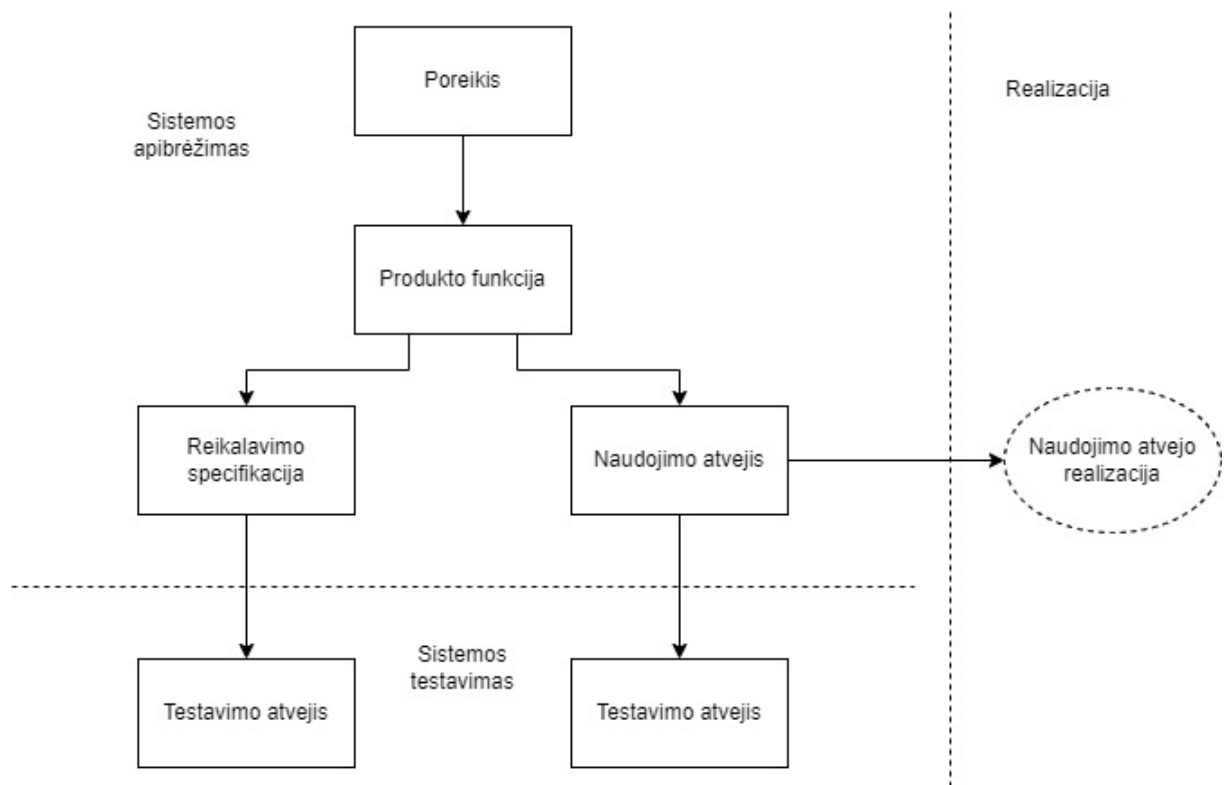 Poreikis
Realizacija
Sistemos
apibrėžimas
Produkto funkcija
Reikalavimo
specifikacija
Naudojimo atvejis
Naudojimo atvejo
realizacija
Sistemos
testavimas
Testavimo atvejis
Testavimo atvejis